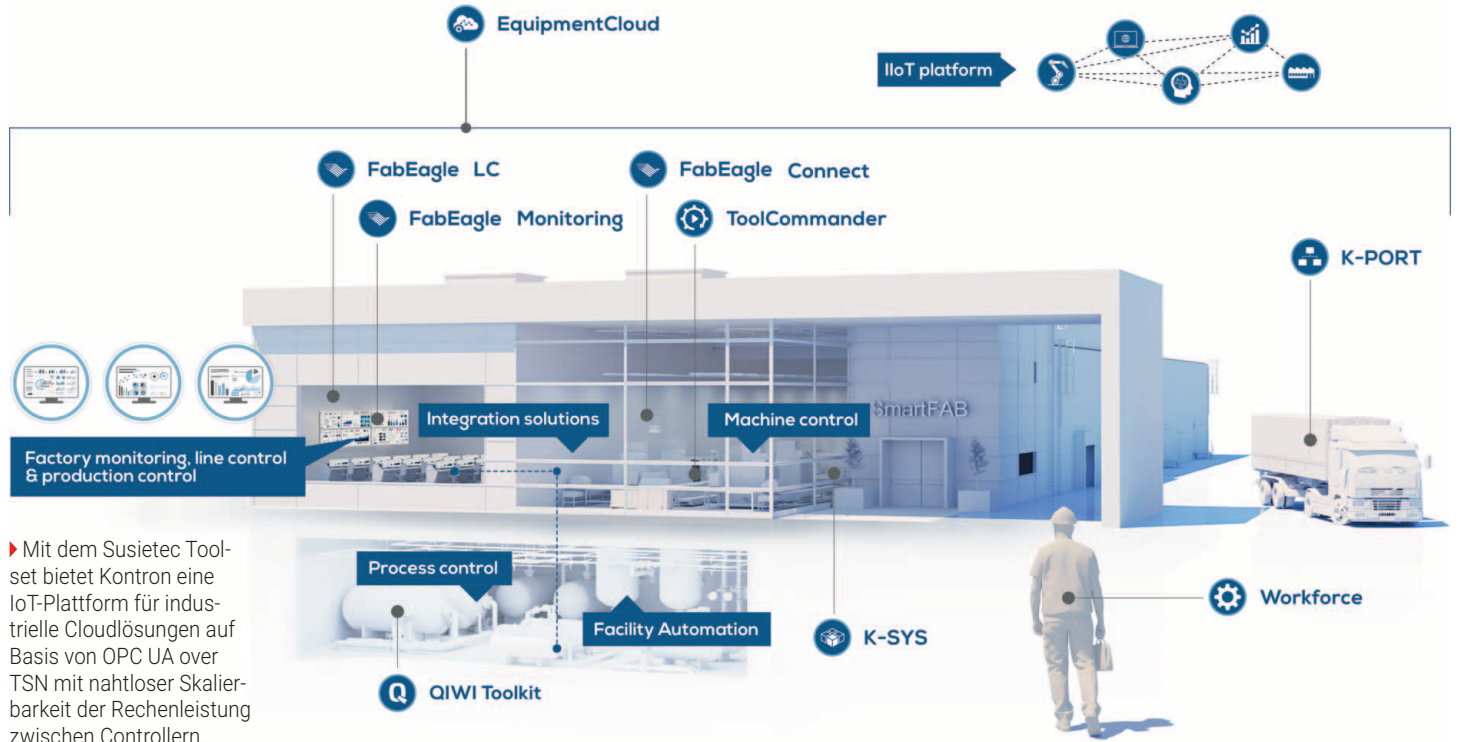 EquipmentCloud
IIoT platform
FabEagle LC
FabEagle Connect
FabEagle Monitoring
ToolCommander
K-PORT
Integration solutions
Machine control
SmartFAB
Factory monitoring, line control
& production control
Process control
Facility Automation
K-SYS
Workforce
QIWI Toolkit
Mit dem Susietec Tool-
set bietet Kontron eine
IoT-Plattform für indus-
trielle Cloudlösungen auf
Basis von OPC UA over
TSN mit nahtloser Skalier-
barkeit der Rechenleistung
zwischen Controllern